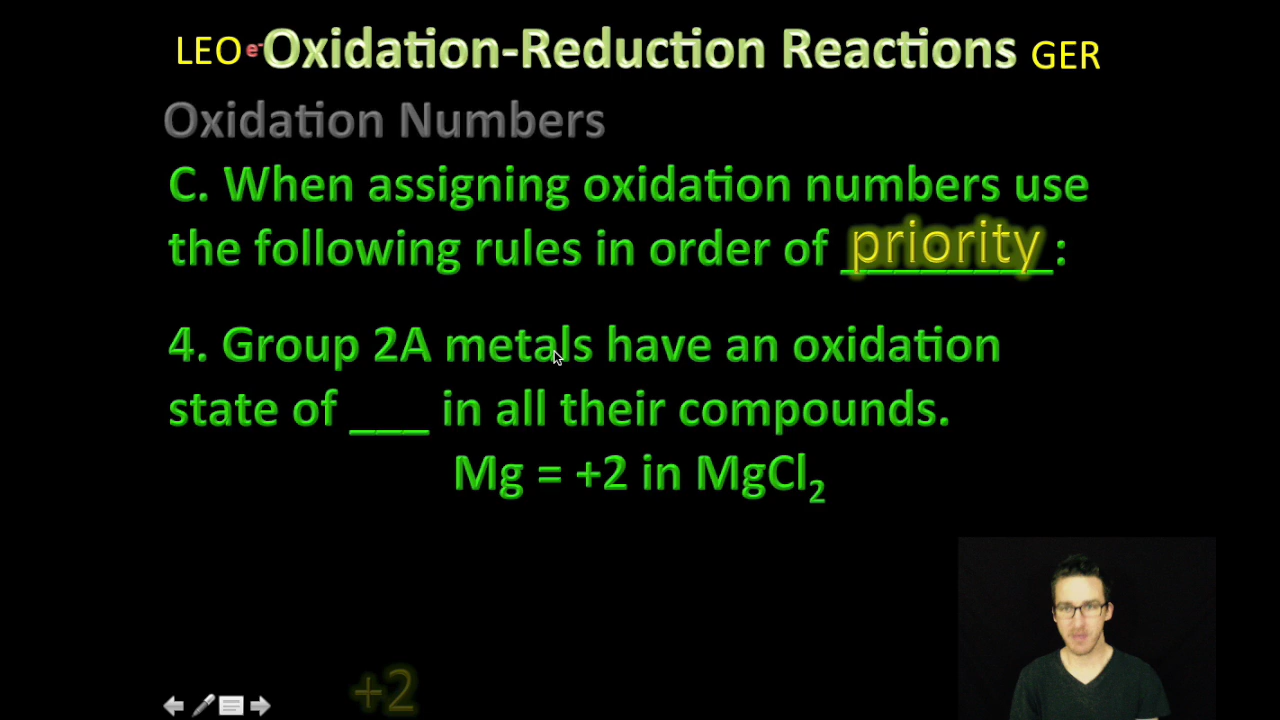 LEO e- Oxidation-Reduction Reactions GER
Oxidation Numbers
C. When assigning oxidation numbers use
the following rules in order of priority:
4. Group 2A metals have an oxidation
state of ___ in all their compounds.
Mg = +2 in MgCl₂
+2